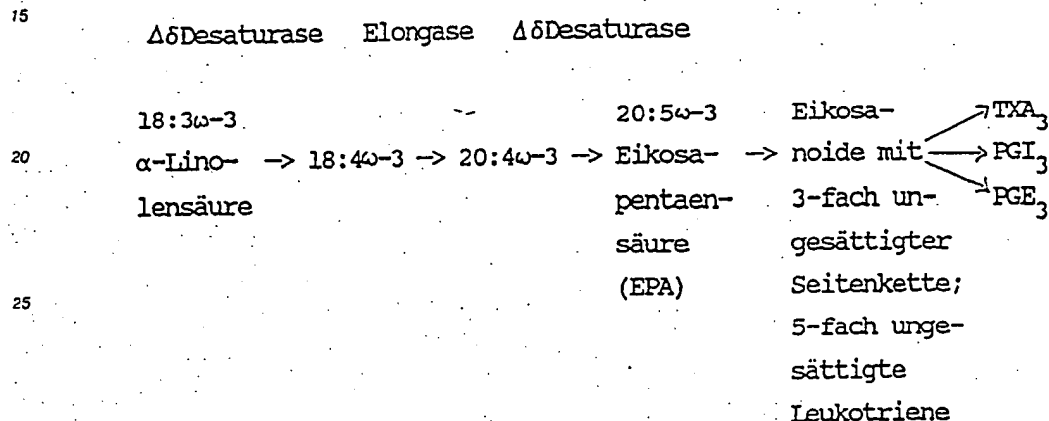 15
ΔδDesaturase Elongase ΔδDesaturase
18:3ω-3 20:5ω-3 Eikosa- TXA3
20 α-Lino- -> 18:4ω-3 -> 20:4ω-3 -> Eikosa- -> noide mit PGI3
lensäure pentaen- 3-fach un- PGE3
säure gesättigter
25 (EPA) Seitenkette;
5-fach unge-
sättigte
Leukotriene